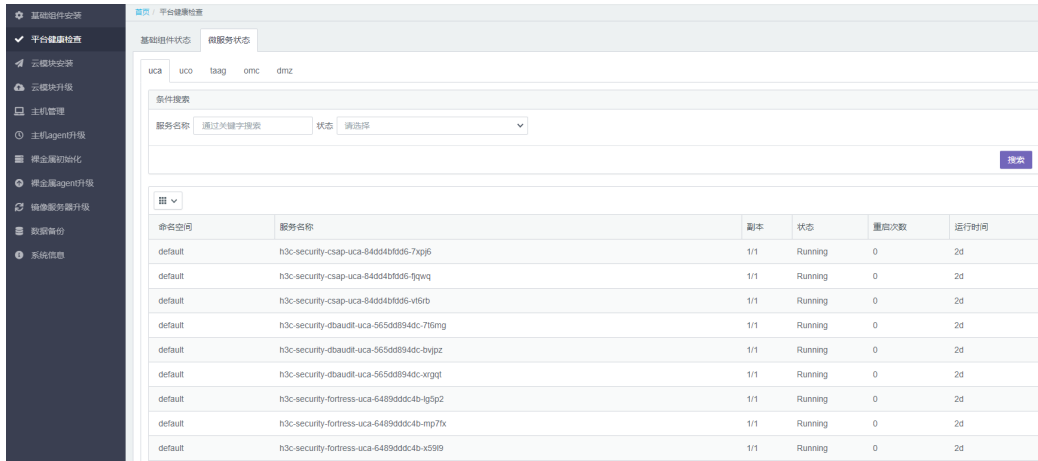 基础组件安装
平台健康检查
云模块安装
云模块升级
主机管理
主机agent升级
裸金属初始化
裸金属agent升级
镜像服务器升级
数据备份
系统信息
首页 / 平台健康检查
基础组件状态 微服务状态
uca uco taag omc dmz
条件搜索
服务名称 通过关键字搜索 状态 请选择
搜索
命名空间 服务名称 副本 状态 重启次数 运行时间
default h3c-security-csap-uca-84dd4bfdd6-7xpj6 1/1 Running 0 2d
default h3c-security-csap-uca-84dd4bfdd6-fjqwq 1/1 Running 0 2d
default h3c-security-csap-uca-84dd4bfdd6-vt6rb 1/1 Running 0 2d
default h3c-security-dbaudit-uca-565dd894dc-7t6mg 1/1 Running 0 2d
default h3c-security-dbaudit-uca-565dd894dc-bvjpz 1/1 Running 0 2d
default h3c-security-dbaudit-uca-565dd894dc-xrgqt 1/1 Running 0 2d
default h3c-security-fortress-uca-6489dddc4b-lg5p2 1/1 Running 0 2d
default h3c-security-fortress-uca-6489dddc4b-mp7fx 1/1 Running 0 2d
default h3c-security-fortress-uca-6489dddc4b-x59l9 1/1 Running 0 2d